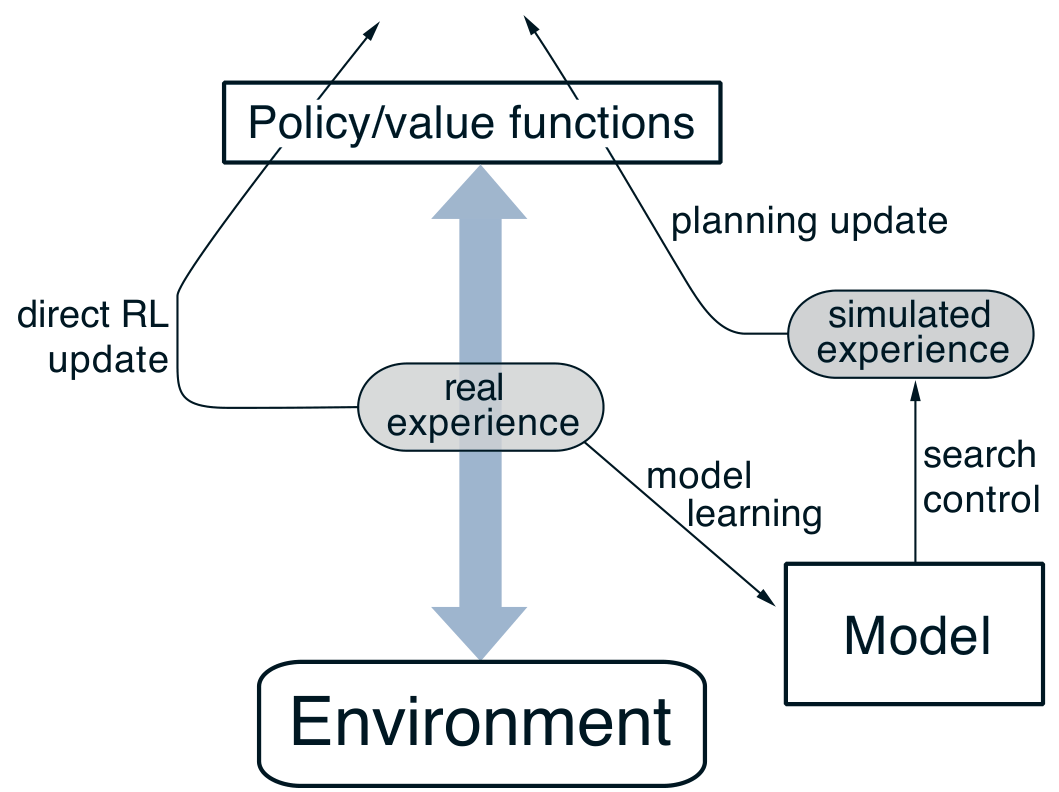 Policy/value functions
planning update
direct RL
update
simulated
experience
real
experience
model
learning
search
control
Model
Environment